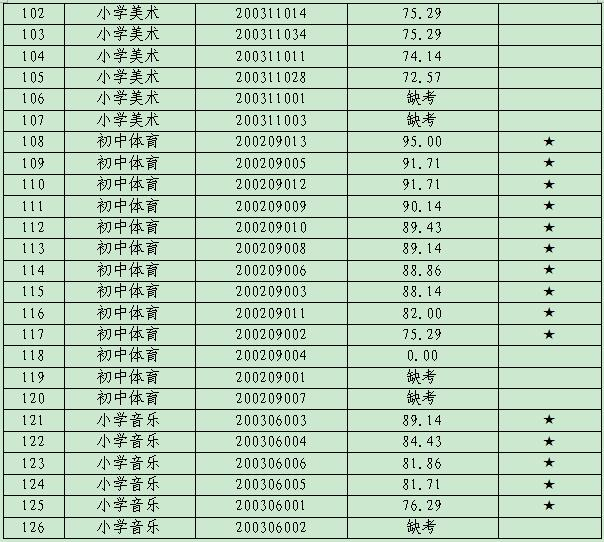 102 小学美术 200311014 75.29
103 小学美术 200311034 75.29
104 小学美术 200311011 74.14
105 小学美术 200311028 72.57
106 小学美术 200311001 缺考
107 小学美术 200311003 缺考
108 初中体育 200209013 95.00 ★
109 初中体育 200209005 91.71 ★
110 初中体育 200209012 91.71 ★
111 初中体育 200209009 90.14 ★
112 初中体育 200209010 89.43 ★
113 初中体育 200209008 89.14 ★
114 初中体育 200209006 88.86 ★
115 初中体育 200209003 88.14 ★
116 初中体育 200209011 82.00 ★
117 初中体育 200209002 75.29 ★
118 初中体育 200209004 0.00
119 初中体育 200209001 缺考
120 初中体育 200209007 缺考
121 小学音乐 200306003 89.14 ★
122 小学音乐 200306004 84.43 ★
123 小学音乐 200306006 81.86 ★
124 小学音乐 200306005 81.71 ★
125 小学音乐 200306001 76.29 ★
126 小学音乐 200306002 缺考